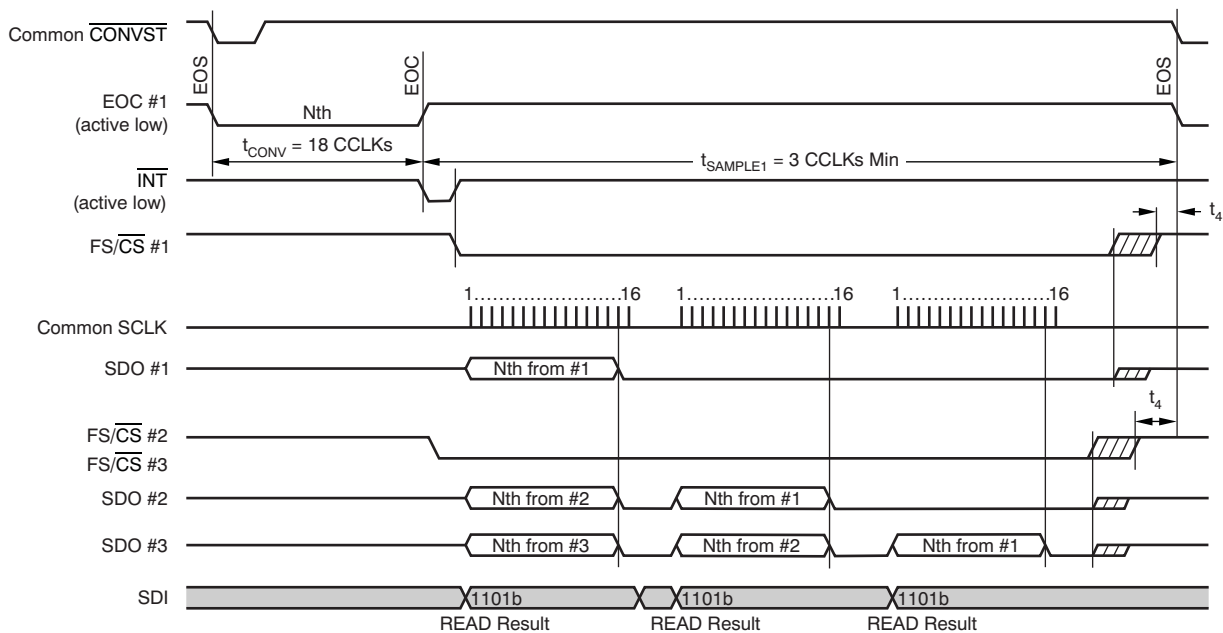 Common CONVST
EOS
EOC
EOS
EOC #1
(active low)
Nth
tCONV = 18 CCLKs
tSAMPLE1 = 3 CCLKs Min
INT
(active low)
t4
FS/CS #1
1.......................16
1.......................16
1.......................16
Common SCLK
SDO #1
Nth from #1
t4
FS/CS #2
FS/CS #3
SDO #2
Nth from #2
Nth from #1
SDO #3
Nth from #3
Nth from #2
Nth from #1
SDI
1101b
1101b
1101b
READ Result
READ Result
READ Result